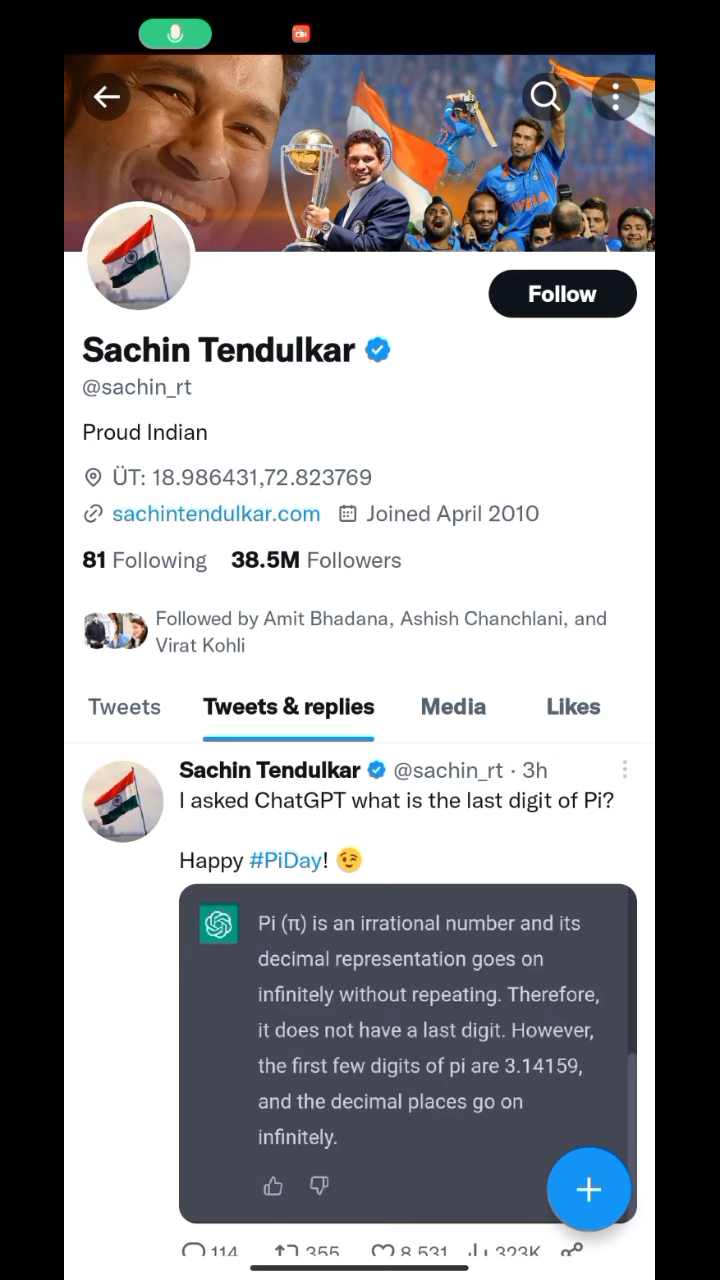 INDIA
Follow
Sachin Tendulkar
@sachin_rt
Proud Indian
ÜT: 18.986431,72.823769
sachintendulkar.com Joined April 2010
81 Following 38.5M Followers
Followed by Amit Bhadana, Ashish Chanchlani, and
Virat Kohli
Tweets Tweets & replies Media Likes
Sachin Tendulkar @sachin_rt · 3h
I asked ChatGPT what is the last digit of Pi?
Happy #PiDay! 😉
Pi (π) is an irrational number and its
decimal representation goes on
infinitely without repeating. Therefore,
it does not have a last digit. However,
the first few digits of pi are 3.14159,
and the decimal places go on
infinitely.
114 355 8,531 323K